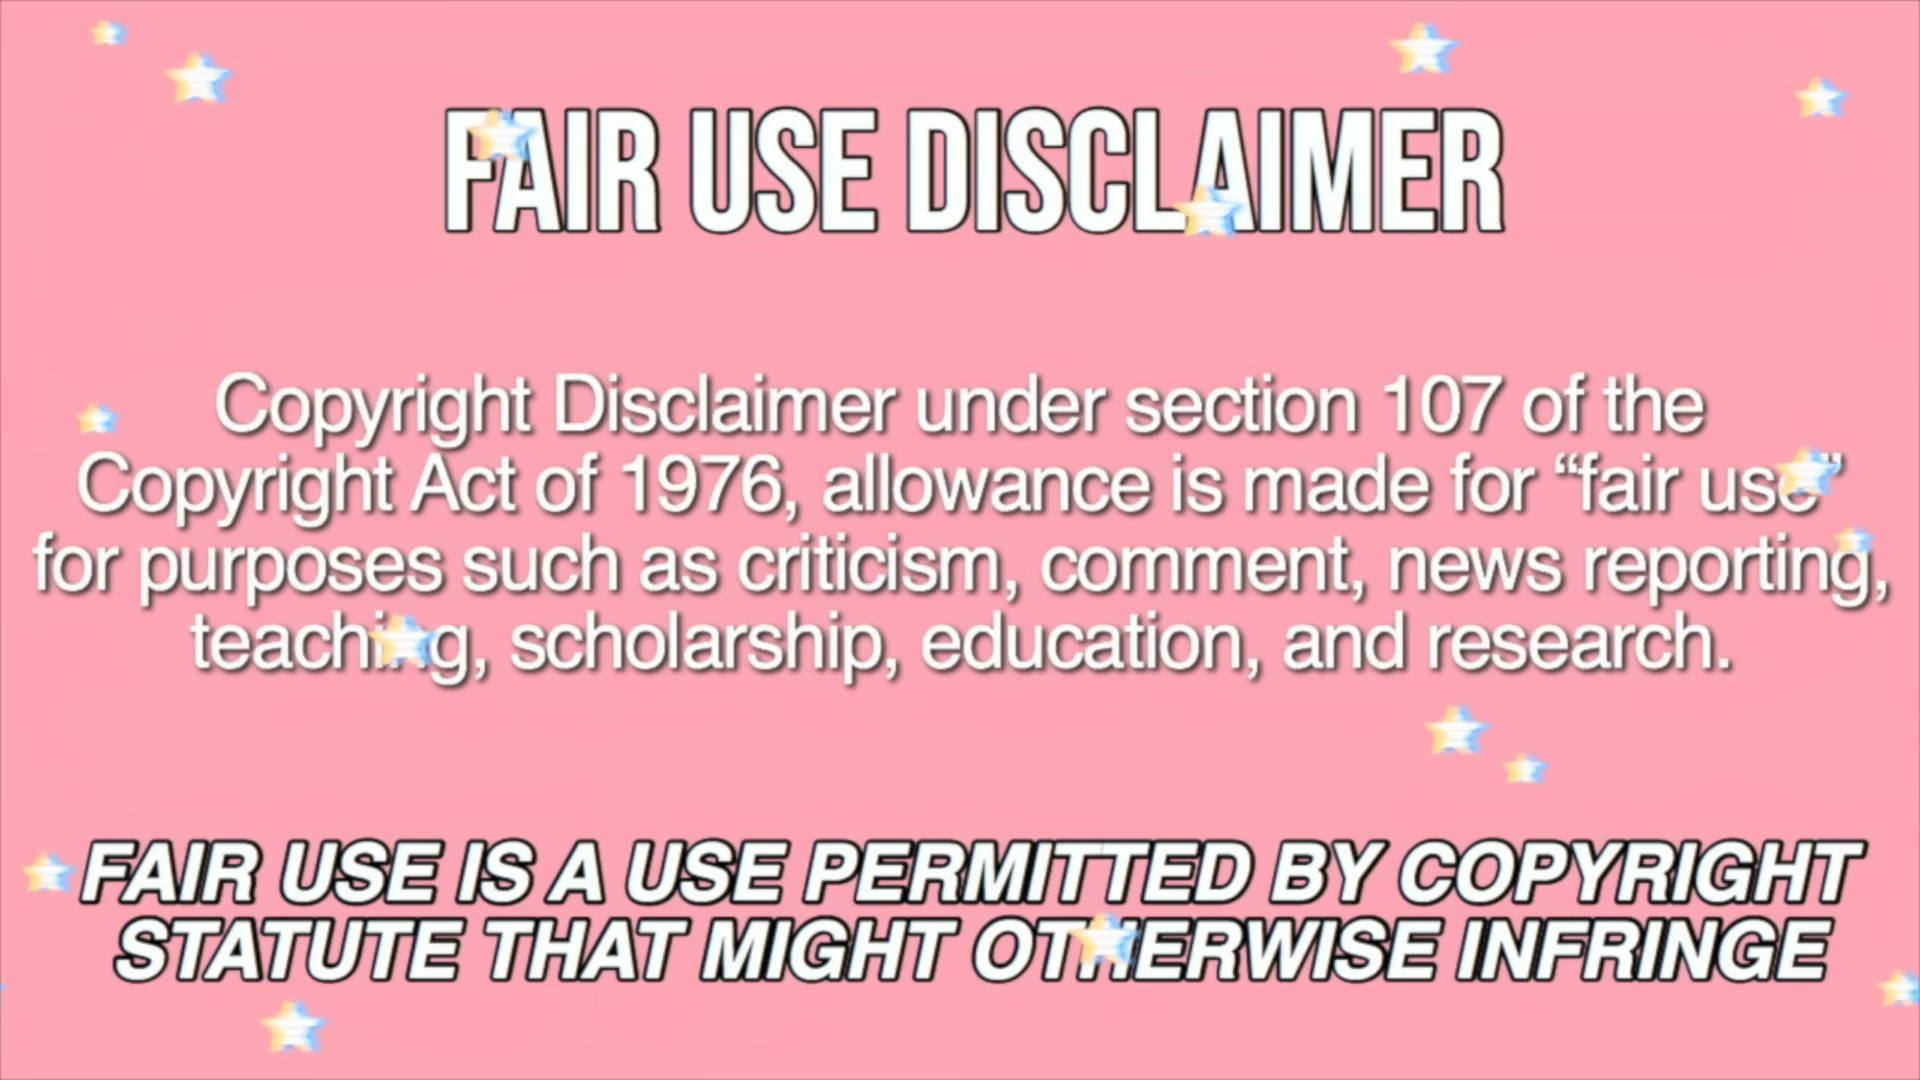 FAIR USE DISCLAIMER
Copyright Disclaimer under section 107 of the
Copyright Act of 1976, allowance is made for “fair use”
for purposes such as criticism, comment, news reporting,
teaching, scholarship, education, and research.
FAIR USE IS A USE PERMITTED BY COPYRIGHT
STATUTE THAT MIGHT OTHERWISE INFRINGE